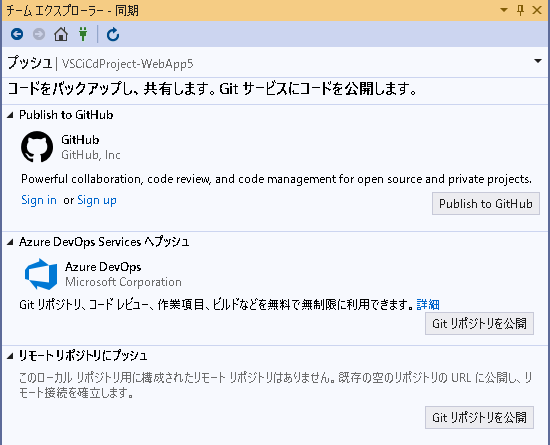 チーム エクスプローラー - 同期
プッシュ | VSCiCdProject-WebApp5
コードをバックアップし、共有します。Git サービスにコードを公開します。
Publish to GitHub
GitHub
GitHub, Inc
Powerful collaboration, code review, and code management for open source and private projects.
Sign in or Sign up
Publish to GitHub
Azure DevOps Services へプッシュ
Azure DevOps
Microsoft Corporation
Git リポジトリ、コード レビュー、作業項目、ビルドなどを無料で無制限に利用できます。詳細
Git リポジトリを公開
リモート リポジトリにプッシュ
このローカル リポジトリ用に構成されたリモート リポジトリはありません。既存の空のリポジトリの URL に公開し、リ
モート接続を確立します。
Git リポジトリを公開